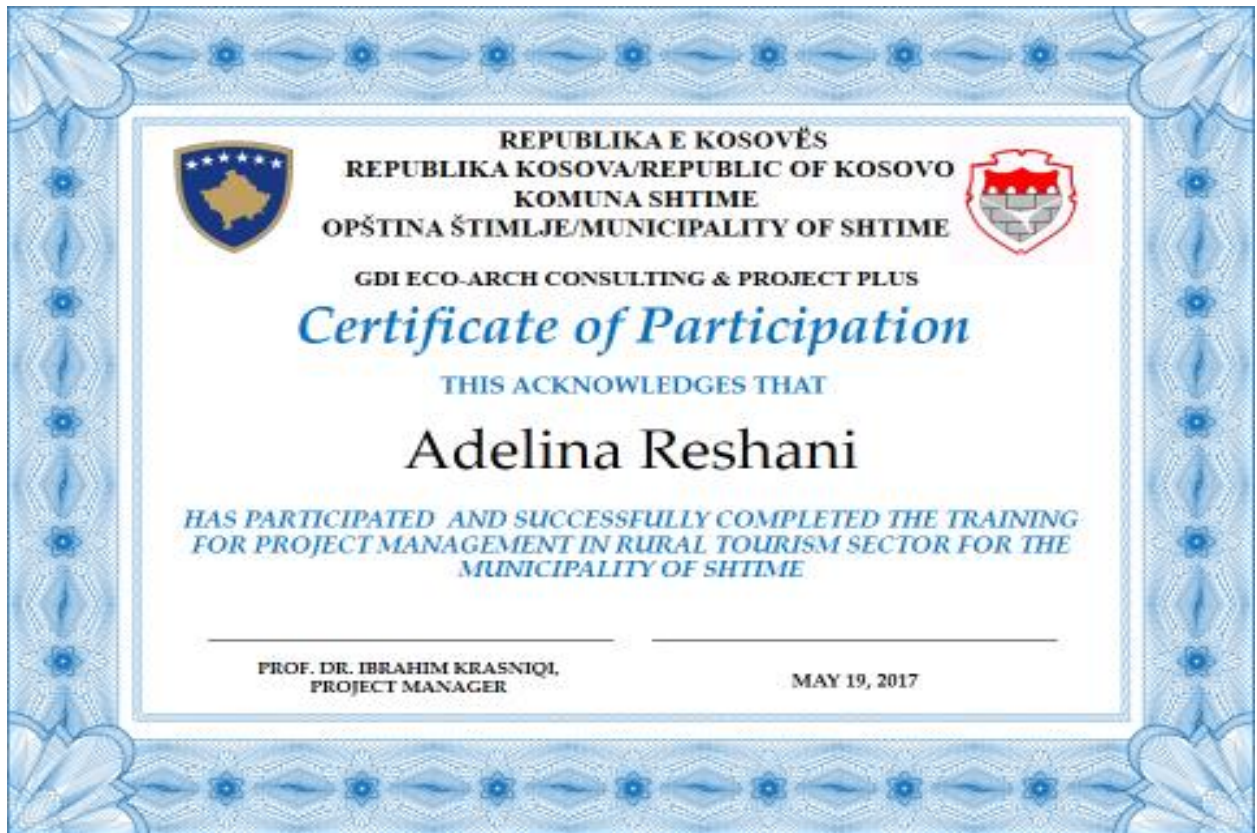 REPUBLIKA E KOSOVËS
REPUBLIKA KOSOVA/REPUBLIC OF KOSOVO
KOMUNA SHTIME
OPŠTINA ŠTIMLJE/MUNICIPALITY OF SHTIME
GDI ECO-ARCH CONSULTING & PROJECT PLUS
Certificate of Participation
THIS ACKNOWLEDGES THAT
Adelina Reshani
HAS PARTICIPATED AND SUCCESSFULLY COMPLETED THE TRAINING
FOR PROJECT MANAGEMENT IN RURAL TOURISM SECTOR FOR THE
MUNICIPALITY OF SHTIME
PROF. DR. IBRAHIM KRASNIQI,
PROJECT MANAGER
MAY 19, 2017